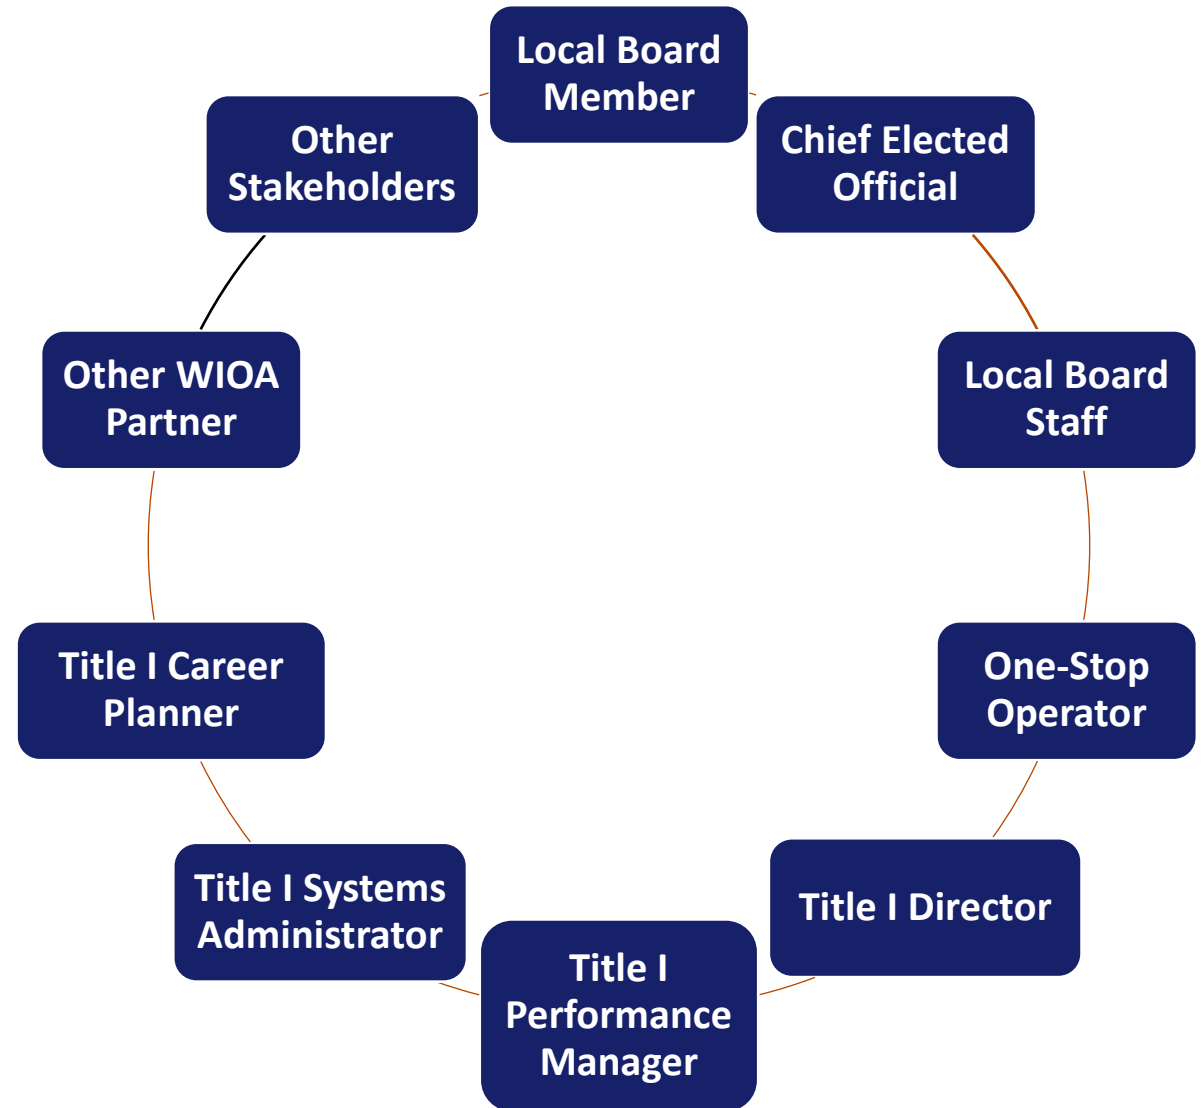 Local Board
Member
Chief Elected
Official
Local Board
Staff
One-Stop
Operator
Title I Director
Title I
Performance
Manager
Title I Systems
Administrator
Title I Career
Planner
Other WIOA
Partner
Other
Stakeholders